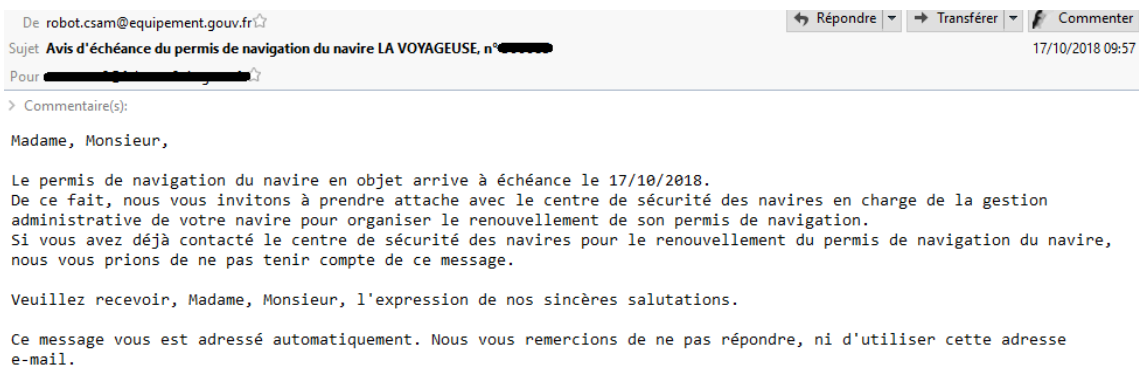 De robot.csam@equipement.gouv.fr
Répondre Transférer Commenter
Sujet Avis d'échéance du permis de navigation du navire LA VOYAGEUSE, n°
17/10/2018 09:57
Pour
> Commentaire(s):
Madame, Monsieur,
Le permis de navigation du navire en objet arrive à échéance le 17/10/2018.
De ce fait, nous vous invitons à prendre attache avec le centre de sécurité des navires en charge de la gestion
administrative de votre navire pour organiser le renouvellement de son permis de navigation.
Si vous avez déjà contacté le centre de sécurité des navires pour le renouvellement du permis de navigation du navire,
nous vous prions de ne pas tenir compte de ce message.
Veuillez recevoir, Madame, Monsieur, l'expression de nos sincères salutations.
Ce message vous est adressé automatiquement. Nous vous remercions de ne pas répondre, ni d'utiliser cette adresse
e-mail.